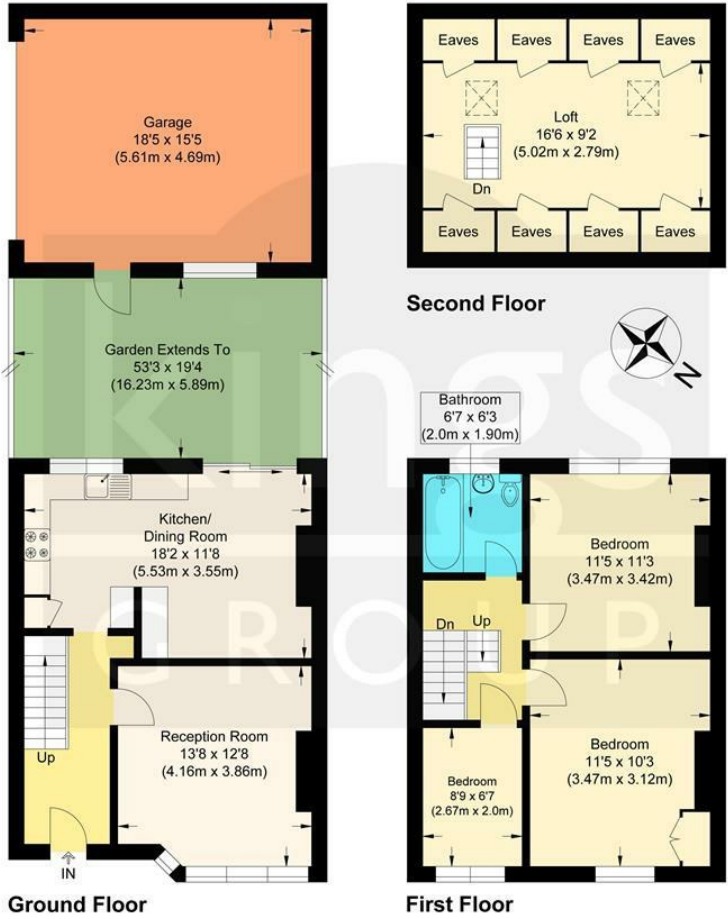 Garage
18'5 x 15'5
(5.61m x 4.69m)
Garden Extends To
53'3 x 19'4
(16.23m x 5.89m)
Kitchen/
Dining Room
18'2 x 11'8
(5.53m x 3.55m)
Up
Reception Room
13'8 x 12'8
(4.16m x 3.86m)
IN
Ground Floor
Eaves
Eaves
Eaves
Eaves
Loft
16'6 x 9'2
(5.02m x 2.79m)
Dn
Eaves
Eaves
Eaves
Eaves
Second Floor
N
Bathroom
6'7 x 6'3
(2.0m x 1.90m)
Bedroom
11'5 x 11'3
(3.47m x 3.42m)
Dn
Up
Bedroom
11'5 x 10'3
(3.47m x 3.12m)
Bedroom
8'9 x 6'7
(2.67m x 2.0m)
First Floor
kings
GROUP